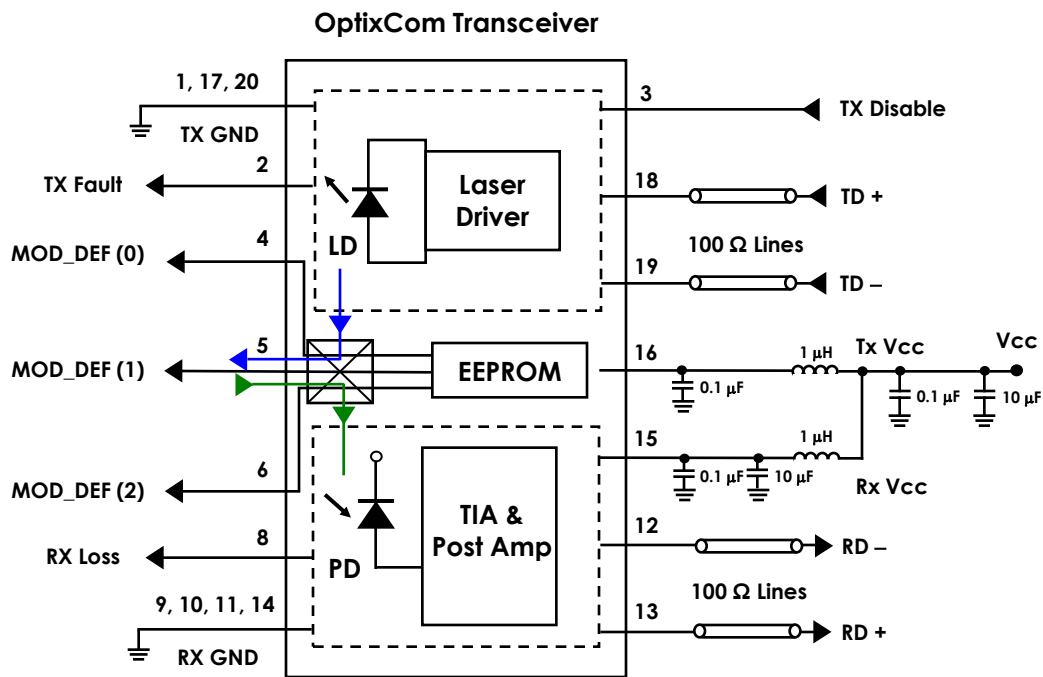 OptixCom Transceiver
1, 17, 20
TX GND
3
TX Disable
2
TX Fault
Laser
Driver
LD
18
TD +
4
MOD_DEF (0)
100 Ω Lines
19
TD –
5
MOD_DEF (1)
EEPROM
16
1 μH
Tx Vcc
Vcc
0.1 μF
0.1 μF
10 μF
15
1 μH
0.1 μF
10 μF
Rx Vcc
6
MOD_DEF (2)
TIA &
Post Amp
PD
12
RD –
8
RX Loss
100 Ω Lines
9, 10, 11, 14
RX GND
13
RD +